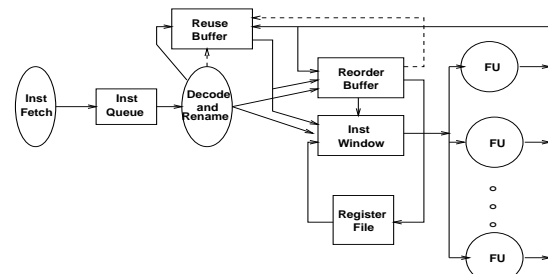 Reuse
Buffer
Inst
Fetch
Inst
Queue
Decode
and
Rename
Reorder
Buffer
Inst
Window
Register
File
FU
FU
FU